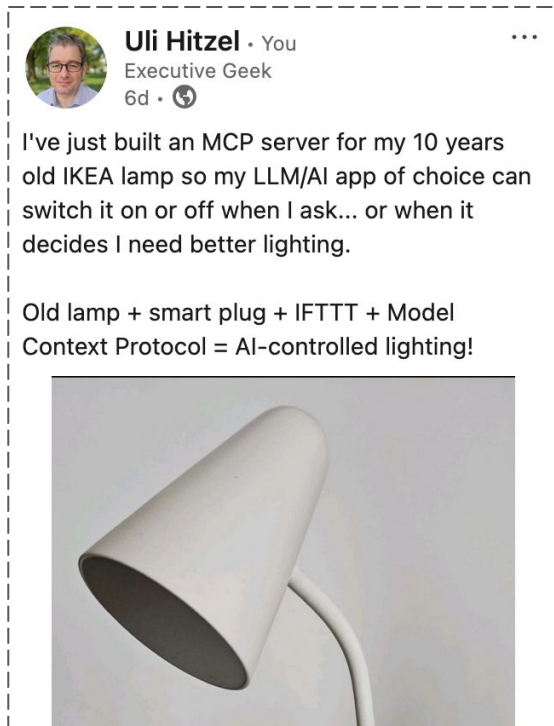 Uli Hitzel · You
Executive Geek
6d ·
I've just built an MCP server for my 10 years
old IKEA lamp so my LLM/AI app of choice can
switch it on or off when I ask... or when it
decides I need better lighting.
Old lamp + smart plug + IFTTT + Model
Context Protocol = AI-controlled lighting!